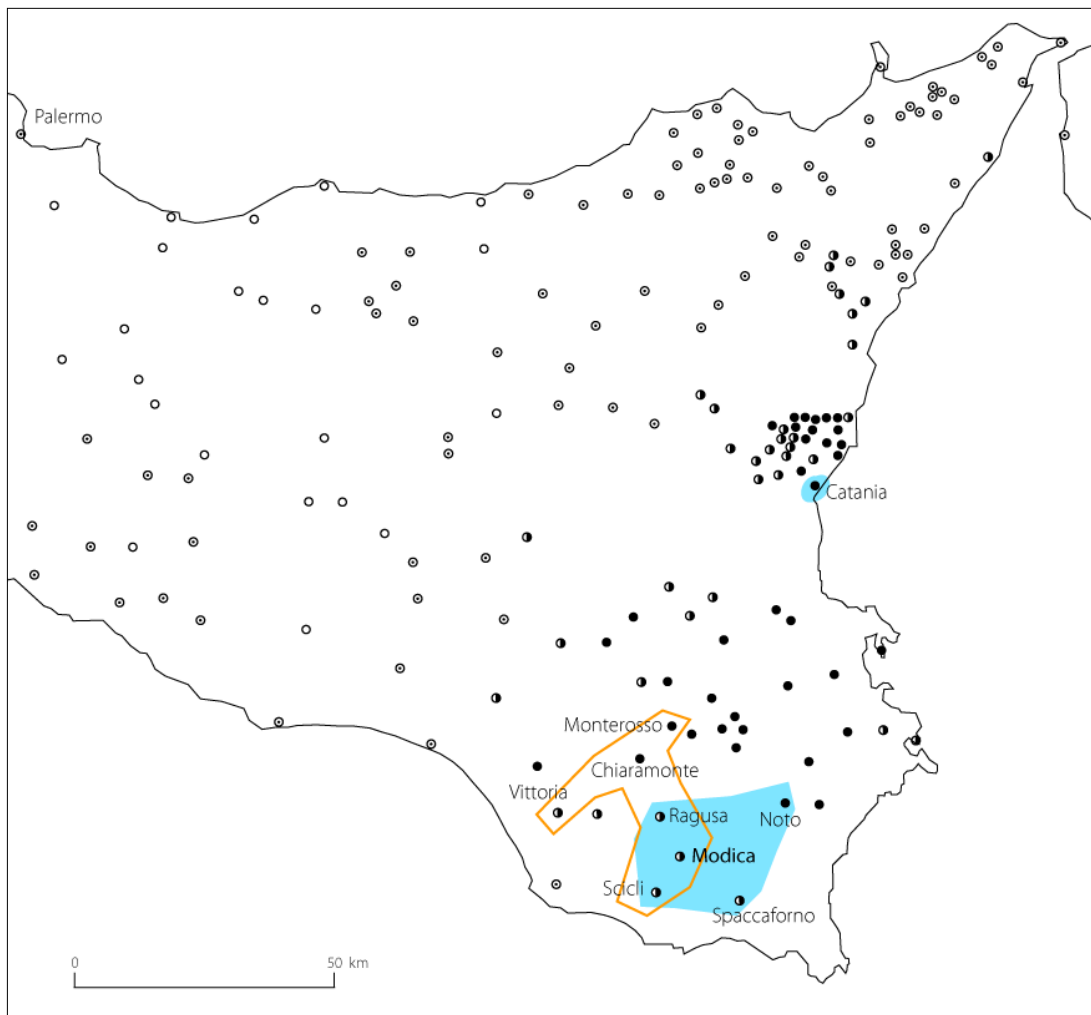 Palermo
Catania
Monterosso
Chiaramonte
Vittoria
Ragusa
Noto
Modica
Scicli
Spaccaforno
0 50 km